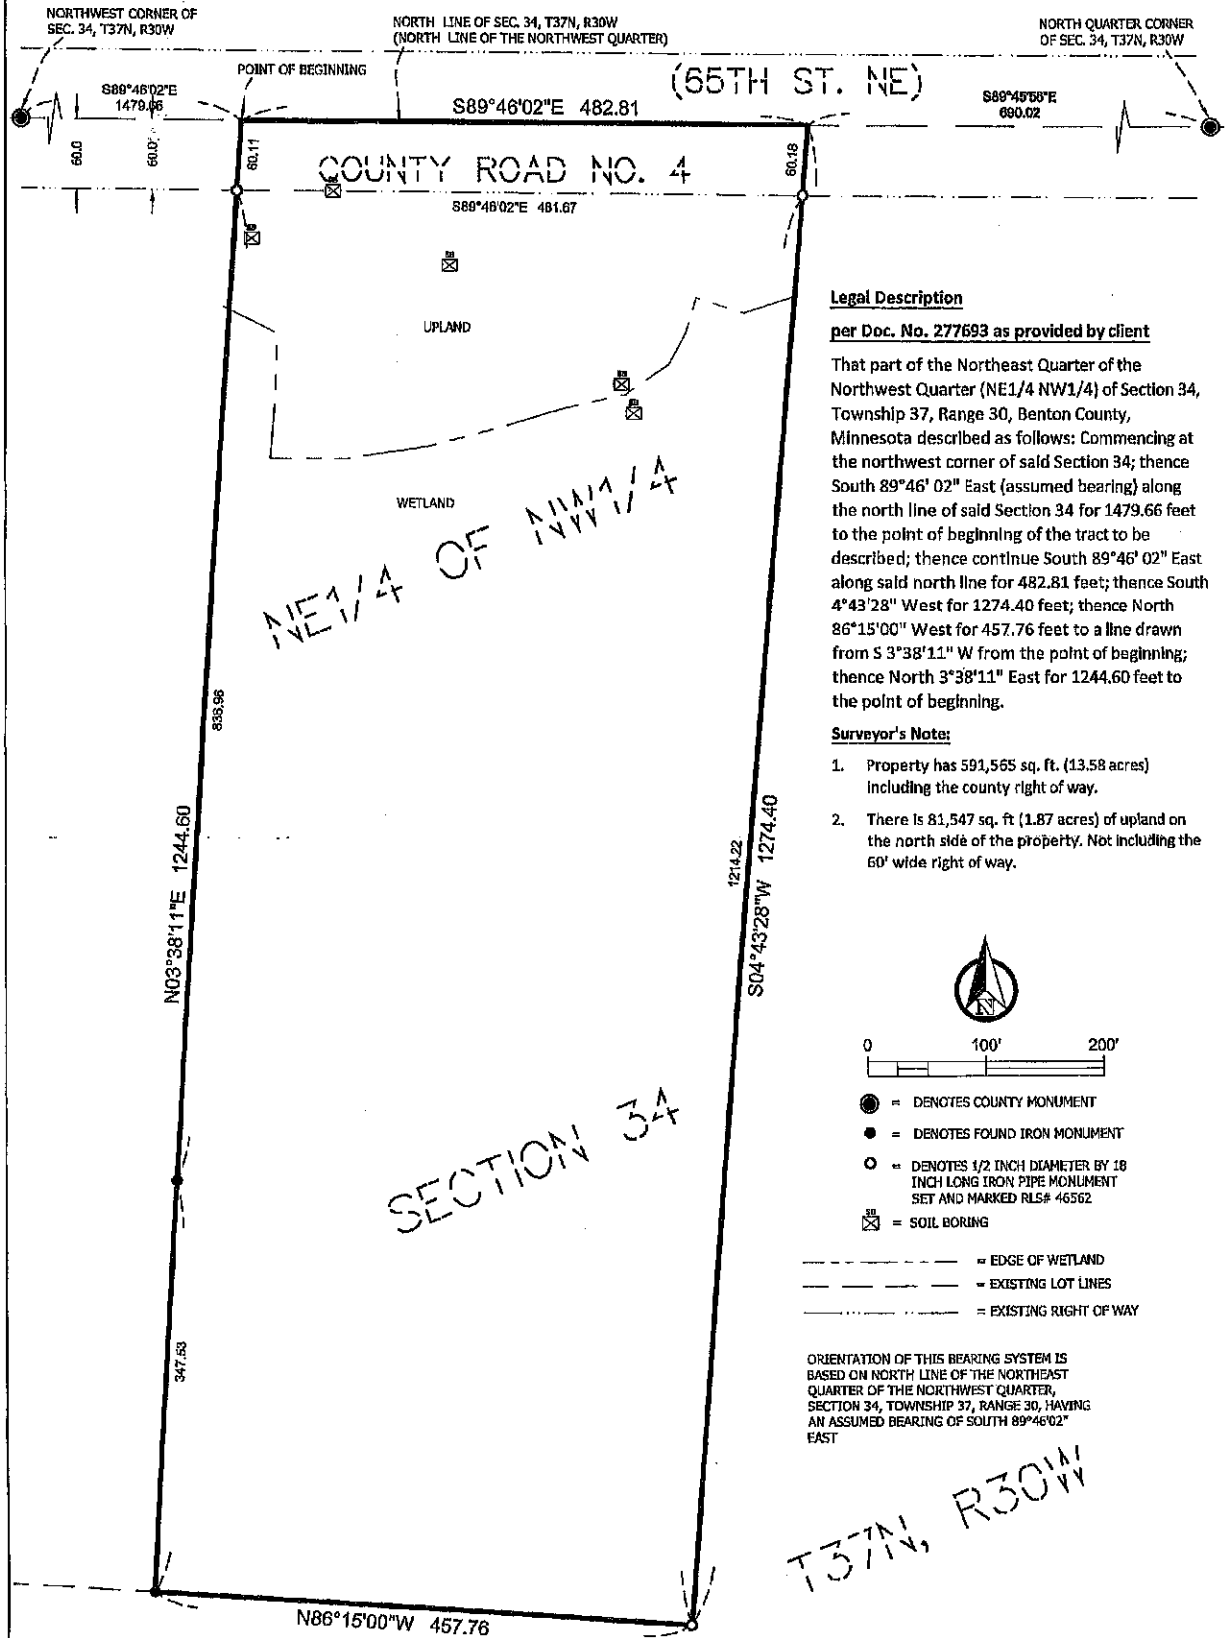 NORTHWEST CORNER OF
SEC. 34, T37N, R30W
NORTH LINE OF SEC. 34, T37N, R30W
(NORTH LINE OF THE NORTHWEST QUARTER)
NORTH QUARTER CORNER
OF SEC. 34, T37N, R30W
POINT OF BEGINNING
(65TH ST. NE)
S89°46'02"E
1479.66
S89°46'02"E 482.81
S89°45'56"E
690.02
60.0
60.0
60.11
COUNTY ROAD NO. 4
60.18
S89°46'02"E 481.67
UPLAND
WETLAND
NE1/4 OF NW1/4
836.96
N03°38'11"E 1244.60
1214.22
S04°43'28"W 1274.40
SECTION 34
347.53
N86°15'00"W 457.76
Legal Description
per Doc. No. 277693 as provided by client
That part of the Northeast Quarter of the
Northwest Quarter (NE1/4 NW1/4) of Section 34,
Township 37, Range 30, Benton County,
Minnesota described as follows: Commencing at
the northwest corner of said Section 34; thence
South 89°46' 02" East (assumed bearing) along
the north line of said Section 34 for 1479.66 feet
to the point of beginning of the tract to be
described; thence continue South 89°46' 02" East
along said north line for 482.81 feet; thence South
4°43'28" West for 1274.40 feet; thence North
86°15'00" West for 457.76 feet to a line drawn
from S 3°38'11" W from the point of beginning;
thence North 3°38'11" East for 1244.60 feet to
the point of beginning.
Surveyor's Note:
1. Property has 591,565 sq. ft. (13.58 acres)
including the county right of way.
2. There is 81,547 sq. ft (1.87 acres) of upland on
the north side of the property. Not including the
60' wide right of way.
N
0 100' 200'
= DENOTES COUNTY MONUMENT
= DENOTES FOUND IRON MONUMENT
= DENOTES 1/2 INCH DIAMETER BY 18
INCH LONG IRON PIPE MONUMENT
SET AND MARKED RLS# 46562
= SOIL BORING
= EDGE OF WETLAND
= EXISTING LOT LINES
= EXISTING RIGHT OF WAY
ORIENTATION OF THIS BEARING SYSTEM IS
BASED ON NORTH LINE OF THE NORTHEAST
QUARTER OF THE NORTHWEST QUARTER,
SECTION 34, TOWNSHIP 37, RANGE 30, HAVING
AN ASSUMED BEARING OF SOUTH 89°46'02"
EAST
T37N, R30W